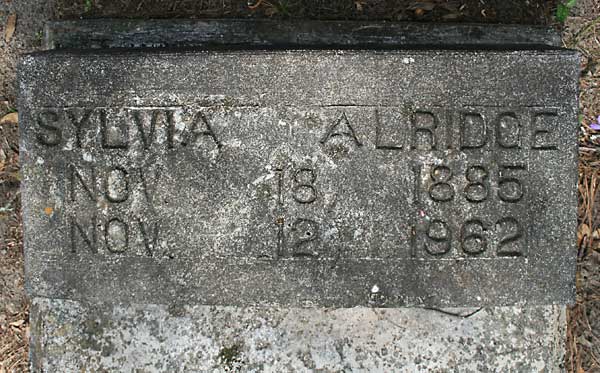 SYLVIA ALRIDGE
NOV. 18, 1885
NOV. 12, 1962